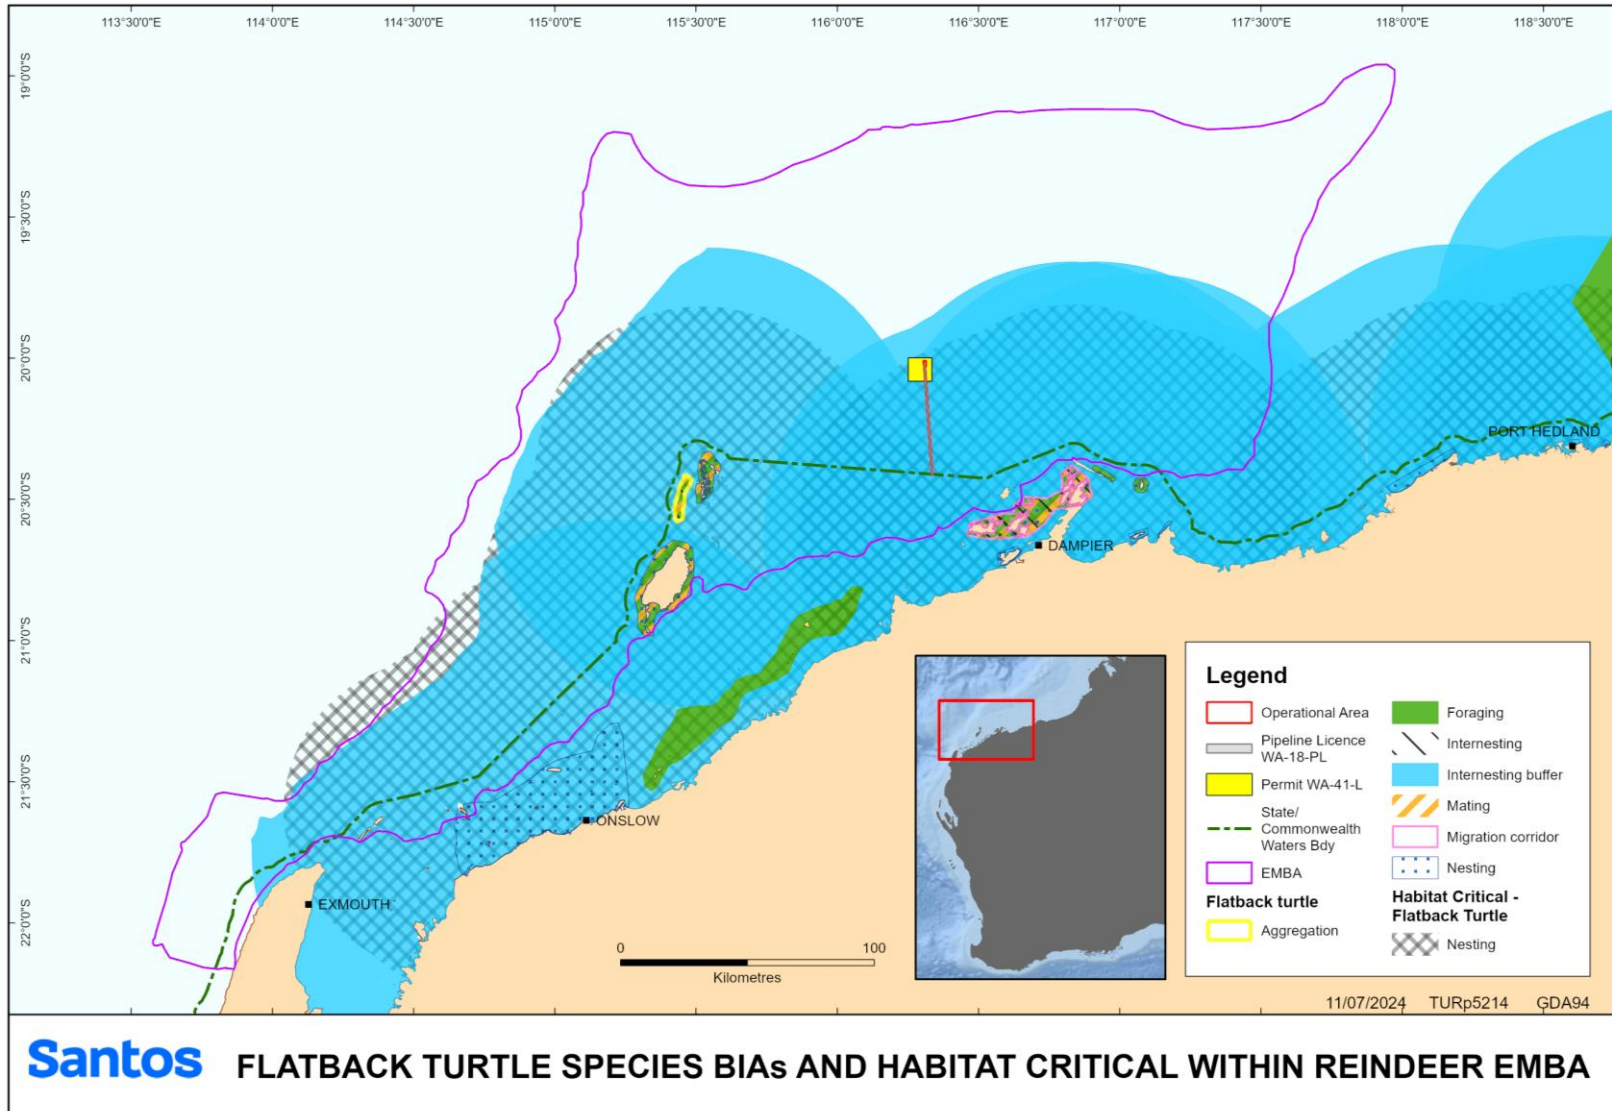 113°30'0"E 114°0'0"E 114°30'0"E 115°0'0"E 115°30'0"E 116°0'0"E 116°30'0"E 117°0'0"E 117°30'0"E 118°0'0"E 118°30'0"E
19°0'0"S
19°30'0"S
20°0'0"S
20°30'0"S
21°0'0"S
21°30'0"S
22°0'0"S
PORT HEDLAND
DAMPIER
ONSLOW
EXMOUTH
0 100
Kilometres
Legend
Operational Area
Pipeline Licence
WA-18-PL
Permit WA-41-L
State/
Commonwealth
Waters Bdy
EMBA
Flatback turtle
Aggregation
Foraging
Internesting
Internesting buffer
Mating
Migration corridor
Nesting
Habitat Critical -
Flatback Turtle
Nesting
11/07/2024 TURp5214 GDA94
Santos FLATBACK TURTLE SPECIES BIAs AND HABITAT CRITICAL WITHIN REINDEER EMBA